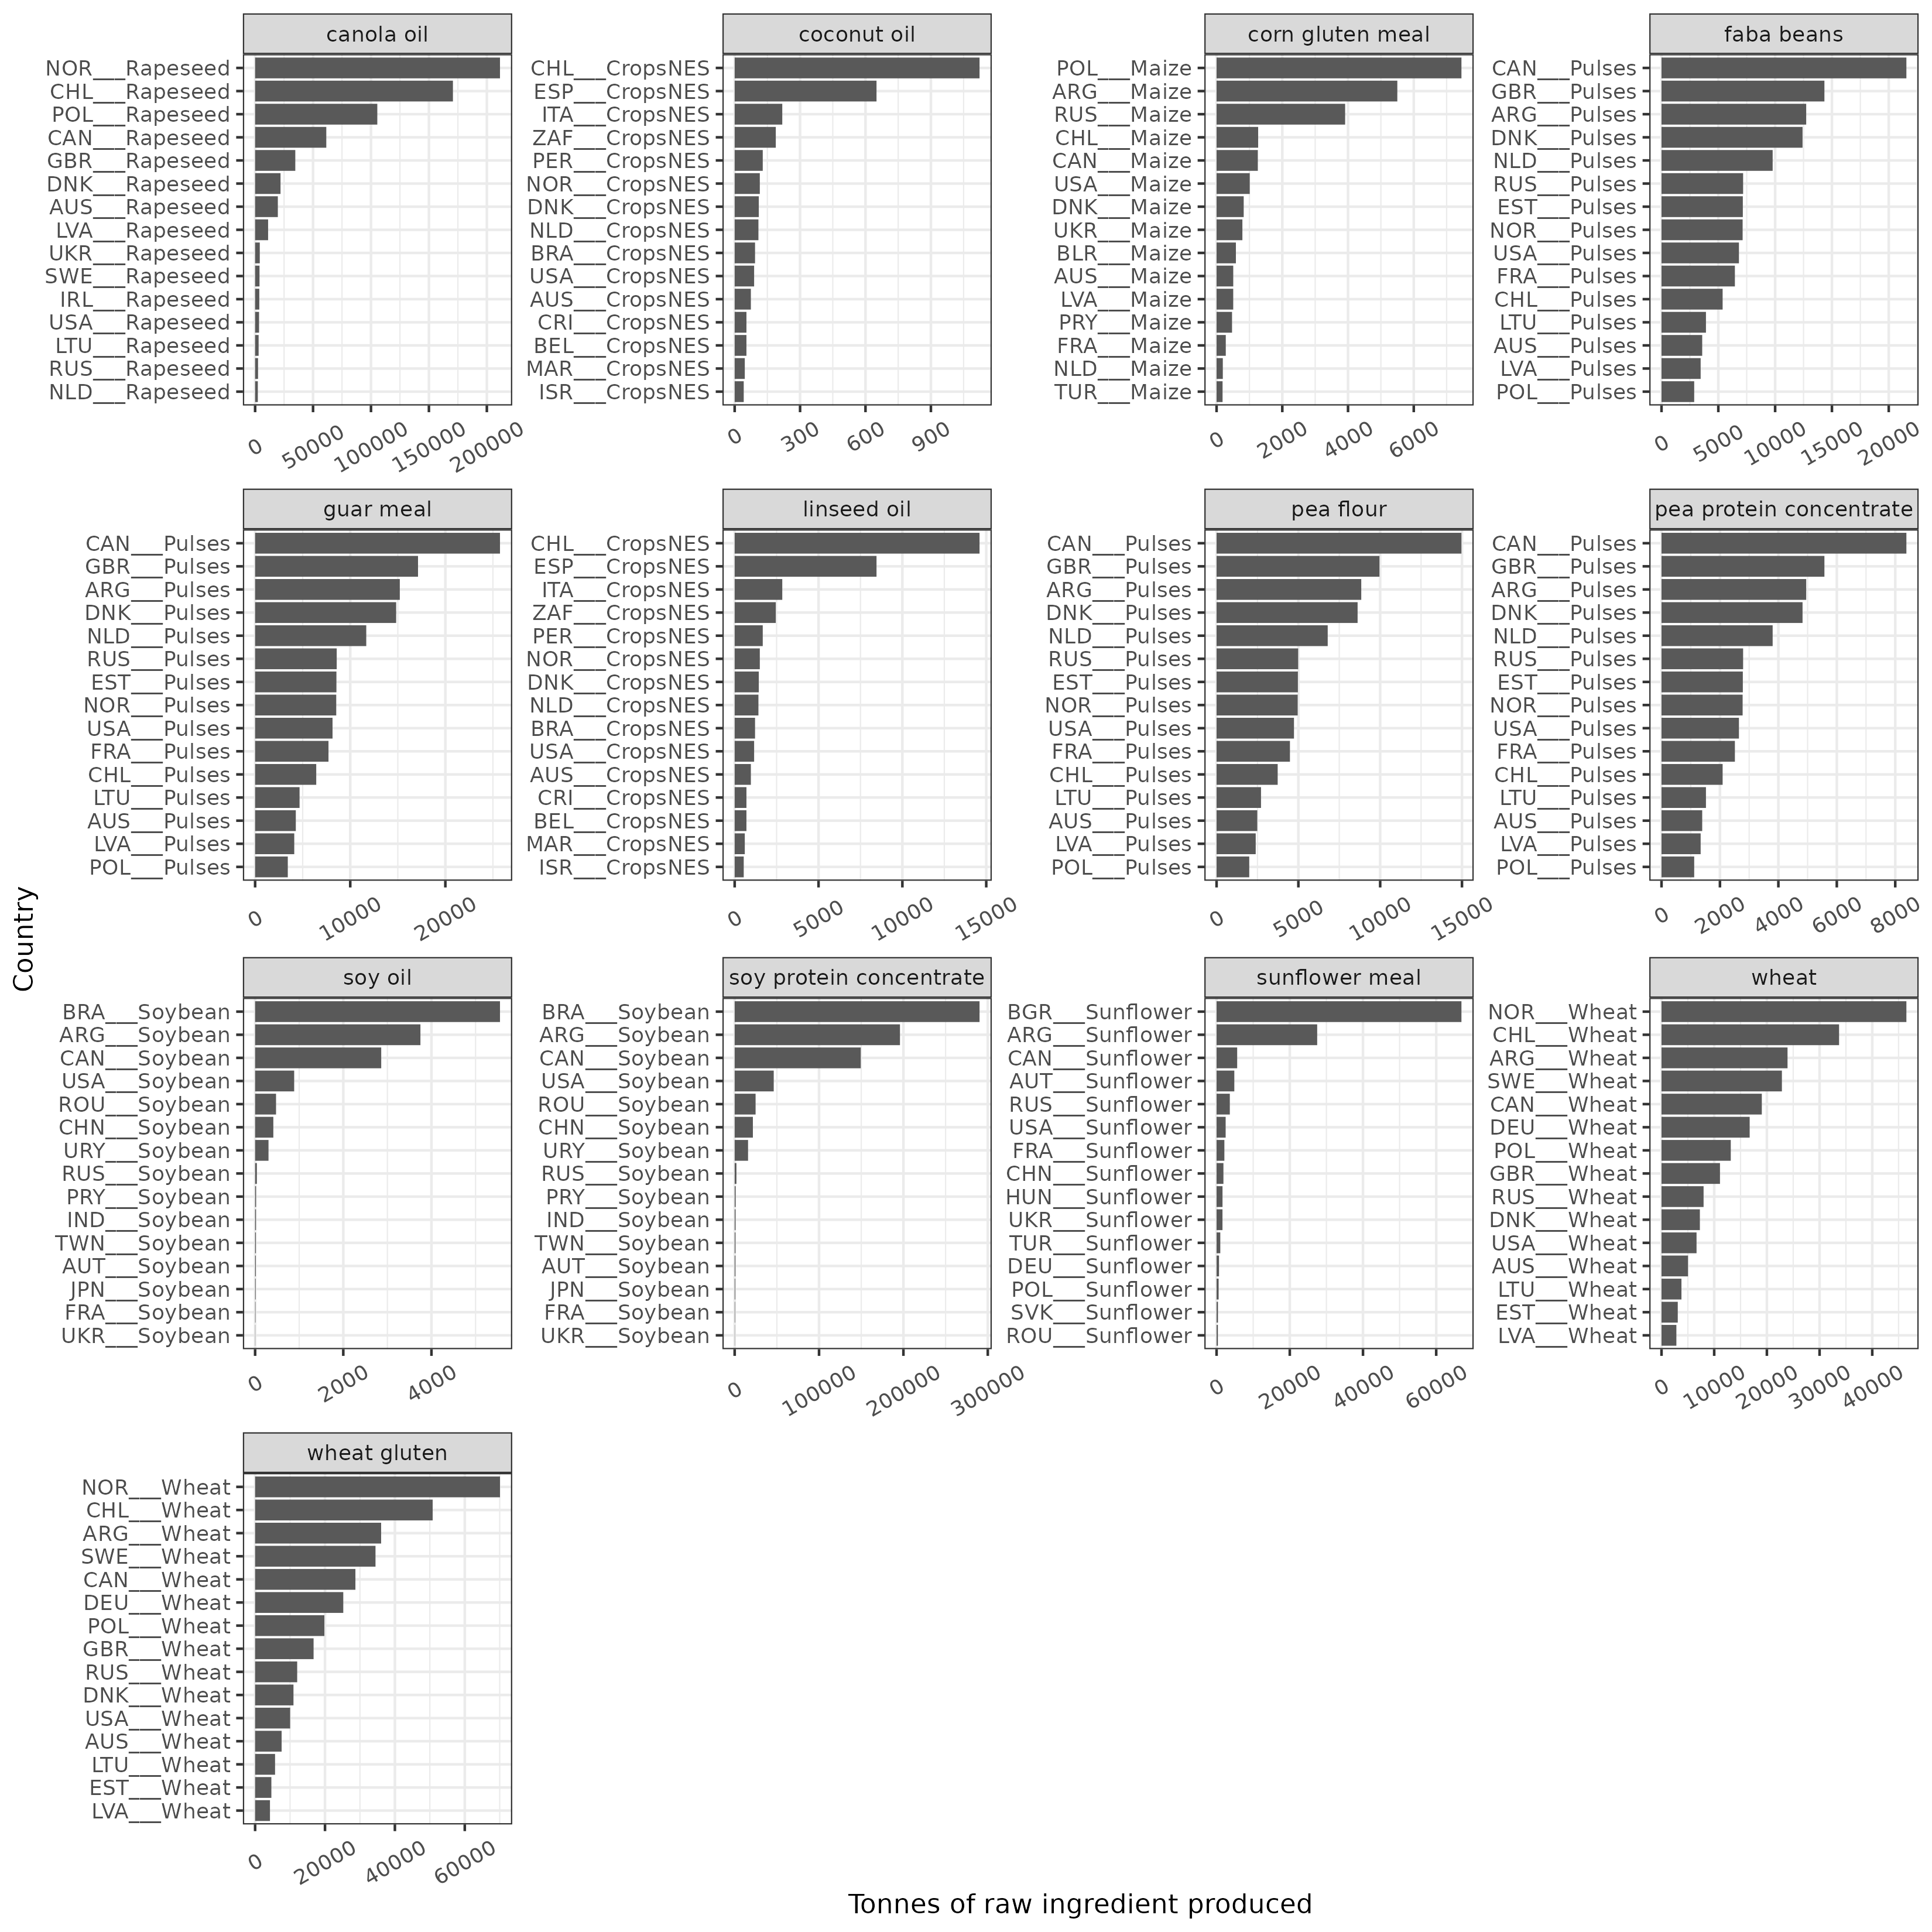 canola oil
NOR___Rapeseed
CHL___Rapeseed
POL___Rapeseed
CAN___Rapeseed
GBR___Rapeseed
DNK___Rapeseed
AUS___Rapeseed
LVA___Rapeseed
UKR___Rapeseed
SWE___Rapeseed
IRL___Rapeseed
USA___Rapeseed
LTU___Rapeseed
RUS___Rapeseed
NLD___Rapeseed
0 50000 100000 150000 200000
coconut oil
CHL___CropsNES
ESP___CropsNES
ITA___CropsNES
ZAF___CropsNES
PER___CropsNES
NOR___CropsNES
DNK___CropsNES
NLD___CropsNES
BRA___CropsNES
USA___CropsNES
AUS___CropsNES
CRI___CropsNES
BEL___CropsNES
MAR___CropsNES
ISR___CropsNES
0 300 600 900
corn gluten meal
POL___Maize
ARG___Maize
RUS___Maize
CHL___Maize
CAN___Maize
USA___Maize
DNK___Maize
UKR___Maize
BLR___Maize
AUS___Maize
LVA___Maize
PRY___Maize
FRA___Maize
NLD___Maize
TUR___Maize
0 2000 4000 6000
faba beans
CAN___Pulses
GBR___Pulses
ARG___Pulses
DNK___Pulses
NLD___Pulses
RUS___Pulses
EST___Pulses
NOR___Pulses
USA___Pulses
FRA___Pulses
CHL___Pulses
LTU___Pulses
AUS___Pulses
LVA___Pulses
POL___Pulses
0 5000 10000 15000 20000
guar meal
CAN___Pulses
GBR___Pulses
ARG___Pulses
DNK___Pulses
NLD___Pulses
RUS___Pulses
EST___Pulses
NOR___Pulses
USA___Pulses
FRA___Pulses
CHL___Pulses
LTU___Pulses
AUS___Pulses
LVA___Pulses
POL___Pulses
0 10000 20000
linseed oil
CHL___CropsNES
ESP___CropsNES
ITA___CropsNES
ZAF___CropsNES
PER___CropsNES
NOR___CropsNES
DNK___CropsNES
NLD___CropsNES
BRA___CropsNES
USA___CropsNES
AUS___CropsNES
CRI___CropsNES
BEL___CropsNES
MAR___CropsNES
ISR___CropsNES
0 5000 10000 15000
pea flour
CAN___Pulses
GBR___Pulses
ARG___Pulses
DNK___Pulses
NLD___Pulses
RUS___Pulses
EST___Pulses
NOR___Pulses
USA___Pulses
FRA___Pulses
CHL___Pulses
LTU___Pulses
AUS___Pulses
LVA___Pulses
POL___Pulses
0 5000 10000 15000
pea protein concentrate
CAN___Pulses
GBR___Pulses
ARG___Pulses
DNK___Pulses
NLD___Pulses
RUS___Pulses
EST___Pulses
NOR___Pulses
USA___Pulses
FRA___Pulses
CHL___Pulses
LTU___Pulses
AUS___Pulses
LVA___Pulses
POL___Pulses
0 2000 4000 6000 8000
Country
soy oil
BRA___Soybean
ARG___Soybean
CAN___Soybean
USA___Soybean
ROU___Soybean
CHN___Soybean
URY___Soybean
RUS___Soybean
PRY___Soybean
IND___Soybean
TWN___Soybean
AUT___Soybean
JPN___Soybean
FRA___Soybean
UKR___Soybean
0 2000 4000
soy protein concentrate
BRA___Soybean
ARG___Soybean
CAN___Soybean
USA___Soybean
ROU___Soybean
CHN___Soybean
URY___Soybean
RUS___Soybean
PRY___Soybean
IND___Soybean
TWN___Soybean
AUT___Soybean
JPN___Soybean
FRA___Soybean
UKR___Soybean
0 100000 200000 300000
sunflower meal
BGR___Sunflower
ARG___Sunflower
CAN___Sunflower
AUT___Sunflower
RUS___Sunflower
USA___Sunflower
FRA___Sunflower
CHN___Sunflower
HUN___Sunflower
UKR___Sunflower
TUR___Sunflower
DEU___Sunflower
POL___Sunflower
SVK___Sunflower
ROU___Sunflower
0 20000 40000 60000
wheat
NOR___Wheat
CHL___Wheat
ARG___Wheat
SWE___Wheat
CAN___Wheat
DEU___Wheat
POL___Wheat
GBR___Wheat
RUS___Wheat
DNK___Wheat
USA___Wheat
AUS___Wheat
LTU___Wheat
EST___Wheat
LVA___Wheat
0 10000 20000 30000 40000
wheat gluten
NOR___Wheat
CHL___Wheat
ARG___Wheat
SWE___Wheat
CAN___Wheat
DEU___Wheat
POL___Wheat
GBR___Wheat
RUS___Wheat
DNK___Wheat
USA___Wheat
AUS___Wheat
LTU___Wheat
EST___Wheat
LVA___Wheat
0 20000 40000 60000
Tonnes of raw ingredient produced